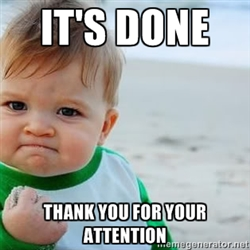 IT'S DONE
THANK YOU FOR YOUR
ATTENTION
memegenerator.net